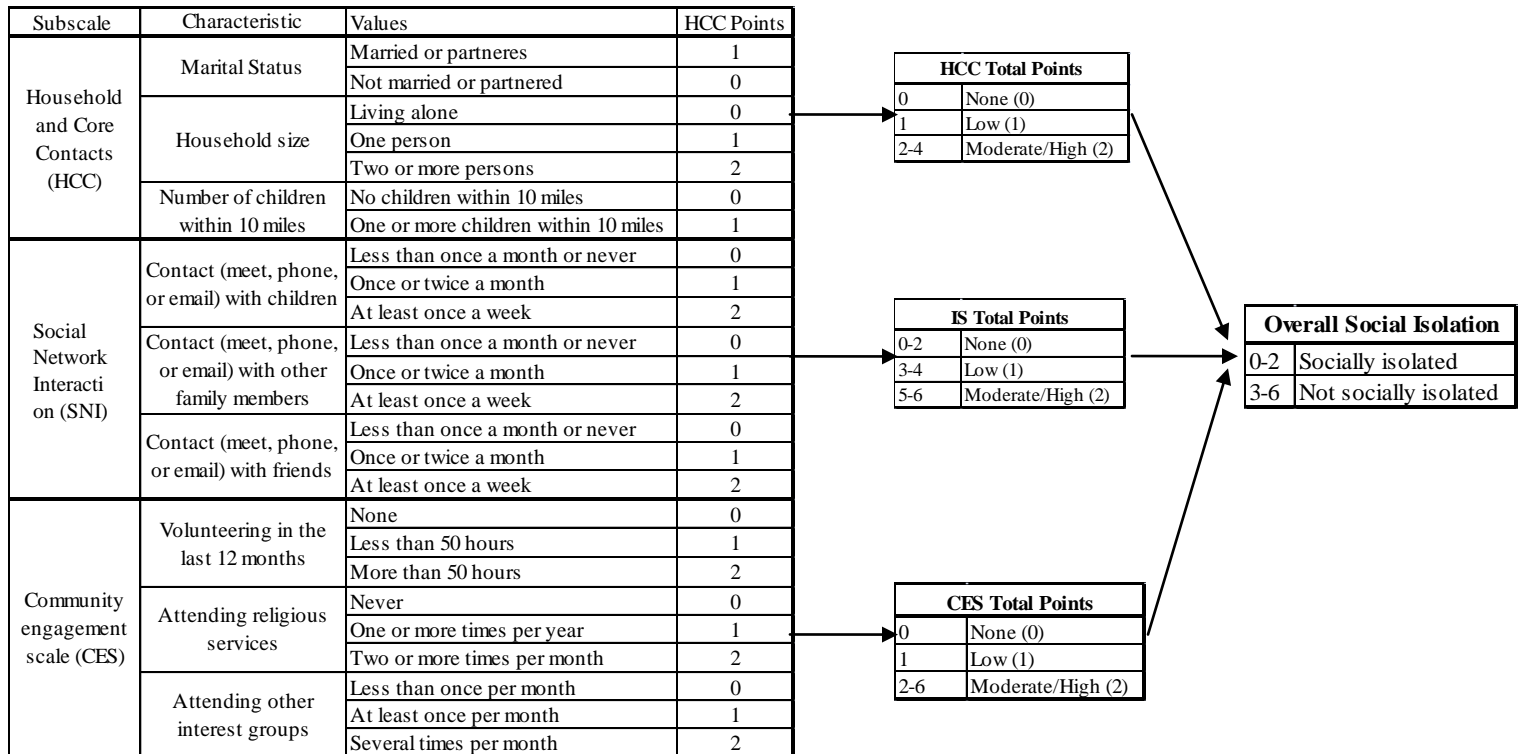 Subscale Characteristic Values HCC Points
Household and Core Contacts (HCC)
Marital Status
Married or partneres 1
Not married or partnered 0
Household size
Living alone 0
One person 1
Two or more persons 2
Number of children within 10 miles
No children within 10 miles 0
One or more children within 10 miles 1
Social Network Interacti on (SNI)
Contact (meet, phone, or email) with children
Less than once a month or never 0
Once or twice a month 1
At least once a week 2
Contact (meet, phone, or email) with other family members
Less than once a month or never 0
Once or twice a month 1
At least once a week 2
Contact (meet, phone, or email) with friends
Less than once a month or never 0
Once or twice a month 1
At least once a week 2
Community engagement scale (CES)
Volunteering in the last 12 months
None 0
Less than 50 hours 1
More than 50 hours 2
Attending religious services
Never 0
One or more times per year 1
Two or more times per month 2
Attending other interest groups
Less than once per month 0
At least once per month 1
Several times per month 2
HCC Total Points
0 None (0)
1 Low (1)
2-4 Moderate/High (2)
IS Total Points
0-2 None (0)
3-4 Low (1)
5-6 Moderate/High (2)
CES Total Points
0 None (0)
1 Low (1)
2-6 Moderate/High (2)
Overall Social Isolation
0-2 Socially isolated
3-6 Not socially isolated